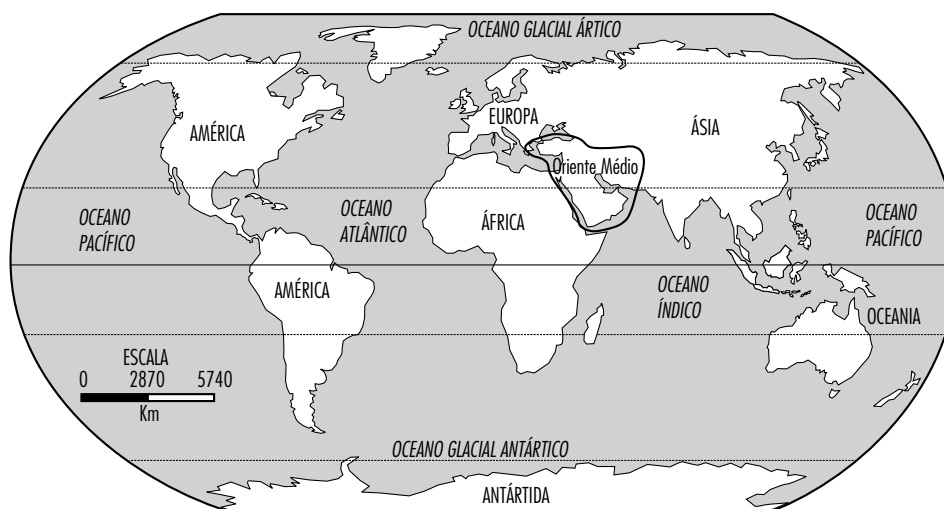 OCEANO GLACIAL ÁRTICO
EUROPA
ÁSIA
AMÉRICA
Oriente Médio
OCEANO
PACÍFICO
OCEANO
ATLÂNTICO
ÁFRICA
OCEANO
PACÍFICO
AMÉRICA
OCEANO
ÍNDICO
OCEANIA
ESCALA
0 2870 5740
Km
OCEANO GLACIAL ANTÁRTICO
ANTÁRTIDA